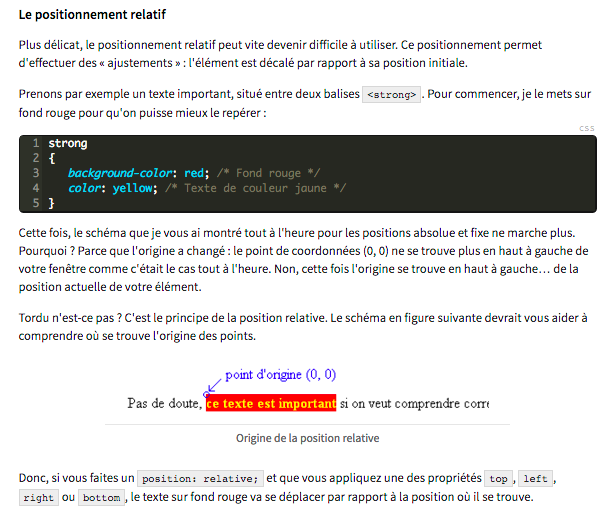 Le positionnement relatif
Plus délicat, le positionnement relatif peut vite devenir difficile à utiliser. Ce positionnement permet
d'effectuer des « ajustements » : l'élément est décalé par rapport à sa position initiale.
Prenons par exemple un texte important, situé entre deux balises <strong> . Pour commencer, je le mets sur
fond rouge pour qu'on puisse mieux le repérer :
css
1 strong
2 {
3 background-color: red; /* Fond rouge */
4 color: yellow; /* Texte de couleur jaune */
5 }
Cette fois, le schéma que je vous ai montré tout à l'heure pour les positions absolue et fixe ne marche plus.
Pourquoi ? Parce que l'origine a changé : le point de coordonnées (0, 0) ne se trouve plus en haut à gauche de
votre fenêtre comme c'était le cas tout à l'heure. Non, cette fois l'origine se trouve en haut à gauche… de la
position actuelle de votre élément.
Tordu n'est-ce pas ? C'est le principe de la position relative. Le schéma en figure suivante devrait vous aider à
comprendre où se trouve l'origine des points.
point d'origine (0, 0)
Pas de doute, ce texte est important si on veut comprendre corre
Origine de la position relative
Donc, si vous faites un position: relative; et que vous appliquez une des propriétés top , left ,
right ou bottom , le texte sur fond rouge va se déplacer par rapport à la position où il se trouve.